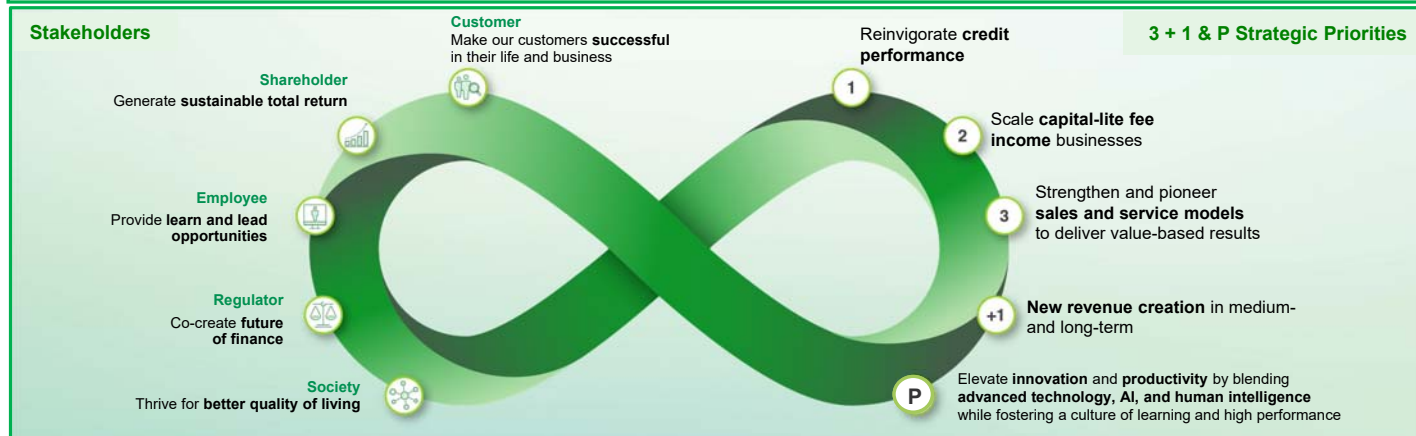 Stakeholders
Customer
Make our customers successful
in their life and business
Shareholder
Generate sustainable total return
Employee
Provide learn and lead
opportunities
Regulator
Co-create future
of finance
Society
Thrive for better quality of living
3 + 1 & P Strategic Priorities
Reinvigorate credit
performance
1
Scale capital-lite fee
income businesses
2
Strengthen and pioneer
sales and service models
to deliver value-based results
3
New revenue creation in medium-
and long-term
+1
Elevate innovation and productivity by blending
advanced technology, AI, and human intelligence
while fostering a culture of learning and high performance
P